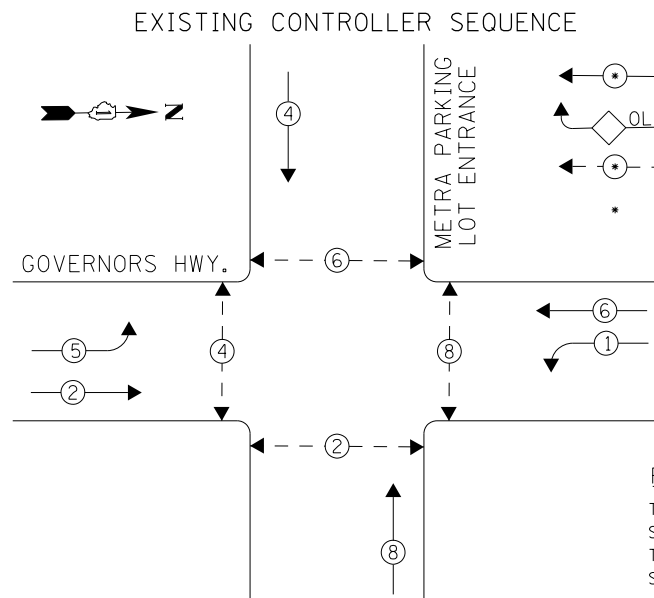 EXISTING CONTROLLER SEQUENCE
N
4
METRA PARKING
LOT ENTRANCE
*
OL
*
*
GOVERNORS HWY.
6
6
5
4
8
1
2
2
8
T
S
T
S